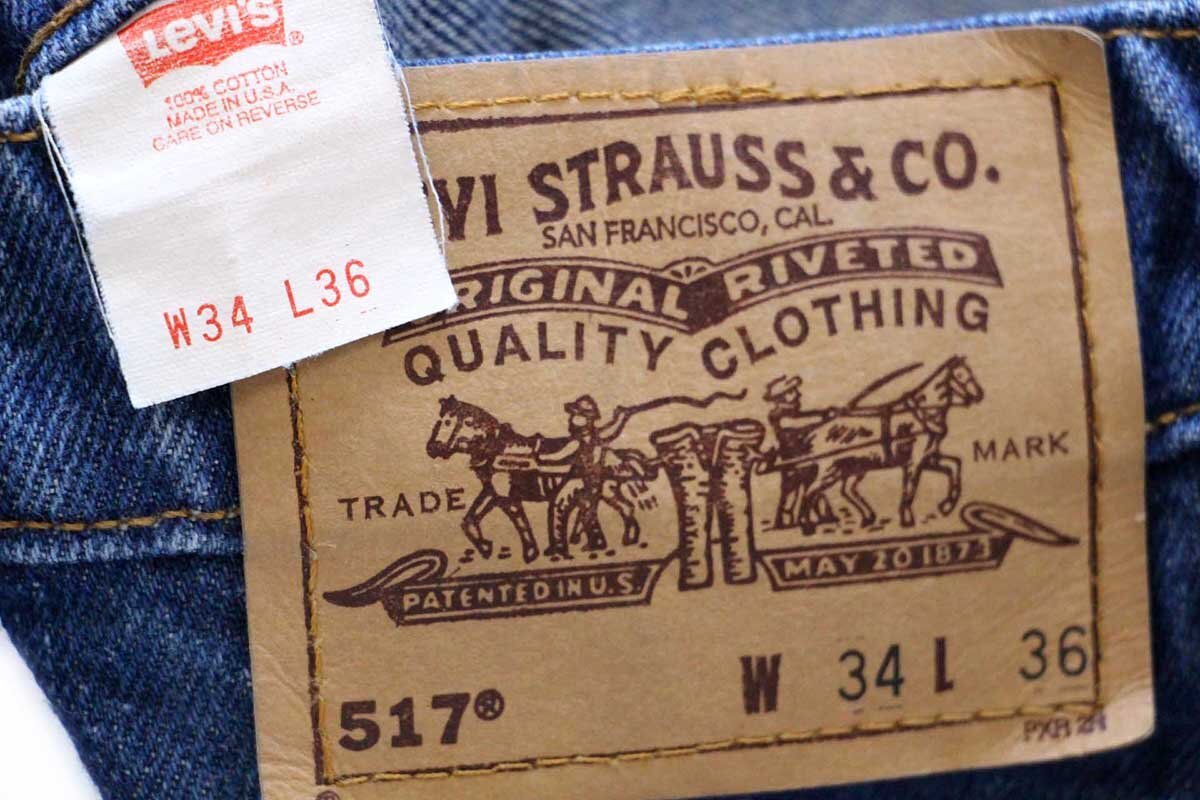 Levi's®
100% COTTON
MADE IN U.S.A.
CARE ON REVERSE
W34 L36
VI STRAUSS & CO.
SAN FRANCISCO, CAL.
ORIGINAL RIVETED
QUALITY CLOTHING
TRADE MARK
PATENTED IN U.S. MAY 20 1873
517® W 34 L 36